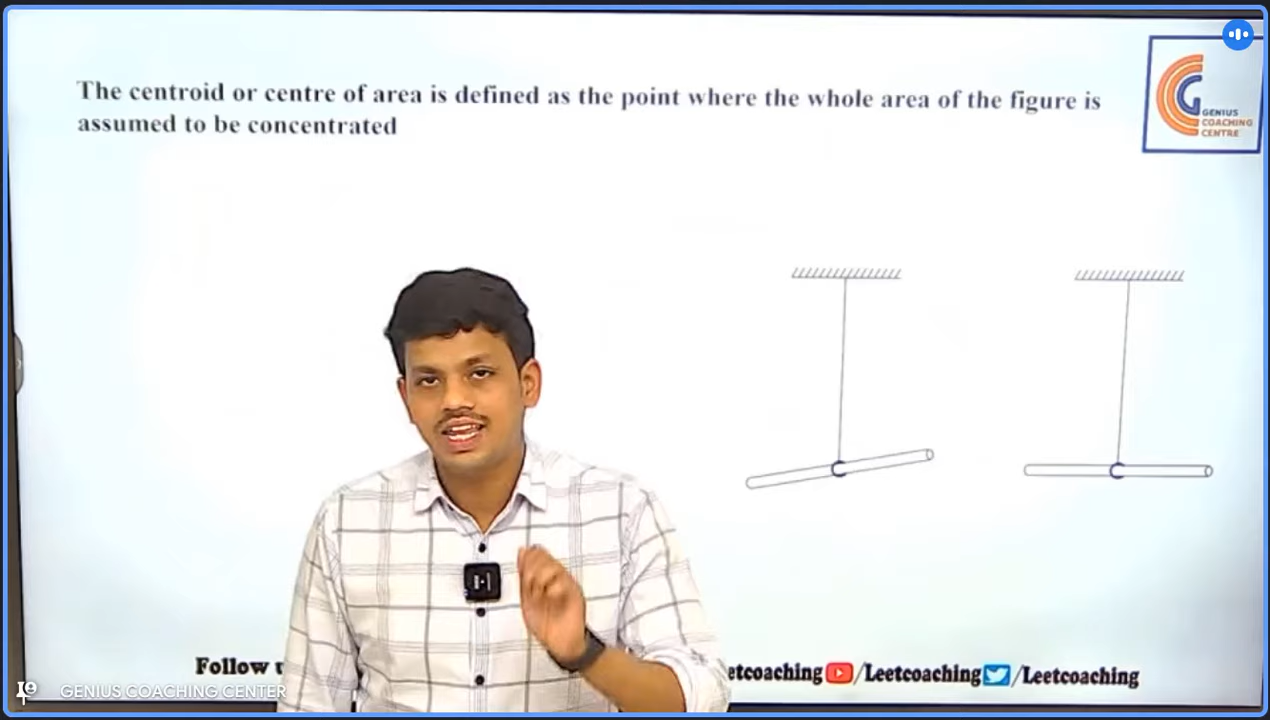 The centroid or centre of area is defined as the point where the whole area of the figure is
assumed to be concentrated
GENIUS
COACHING
CENTRE
Follow
etcoaching /Leetcoaching /Leetcoaching
GENIUS COACHING CENTER